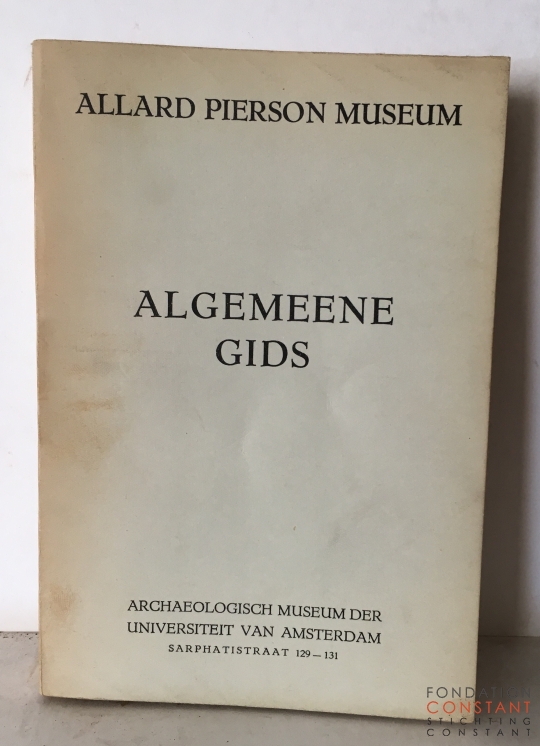 ALLARD PIERSON MUSEUM
ALGEMEENE
GIDS
ARCHAEOLOGISCH MUSEUM DER
UNIVERSITEIT VAN AMSTERDAM
SARPHATISTRAAT 129–131
FONDATION
CONSTANT
STICHTING
CONSTANT